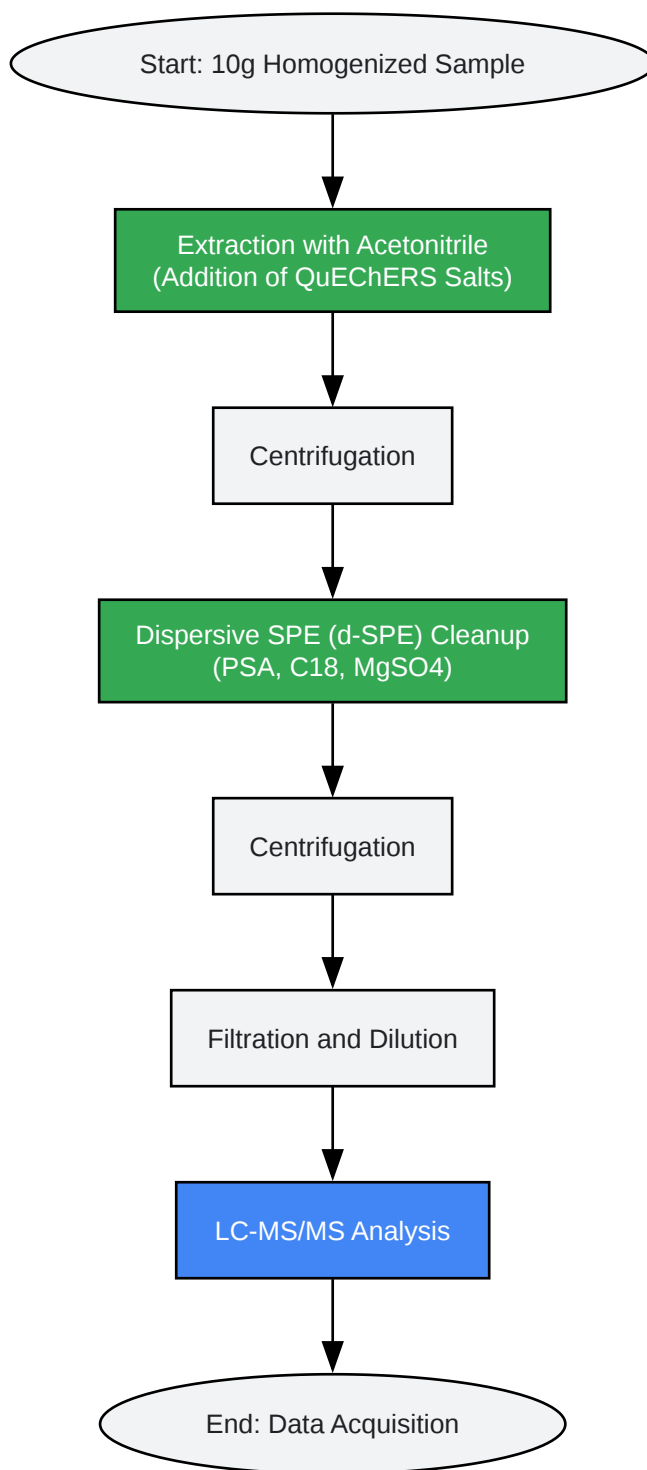 Start: 10g Homogenized Sample
Extraction with Acetonitrile
(Addition of QuEChERS Salts)
Centrifugation
Dispersive SPE (d-SPE) Cleanup
(PSA, C18, MgSO4)
Centrifugation
Filtration and Dilution
LC-MS/MS Analysis
End: Data Acquisition